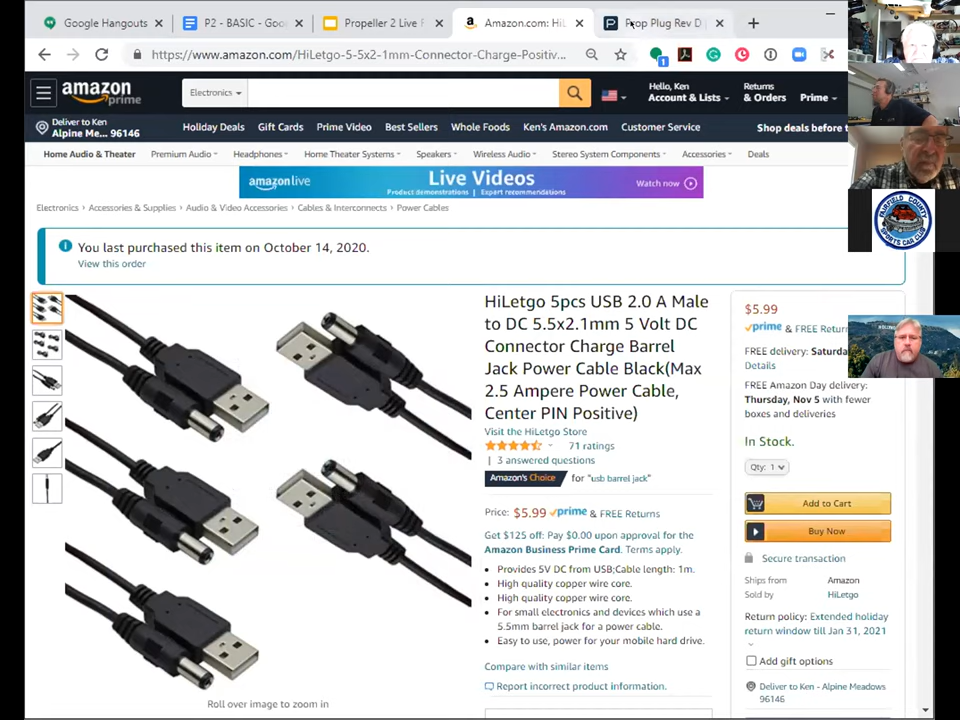 Google Hangouts
P2 - BASIC - Goo
Propeller 2 Live F
Amazon.com: HiL
Prop Plug Rev D
https://www.amazon.com/HiLetgo-5-5x2-1mm-Connector-Charge-Positiv...
amazon
prime
Electronics
Hello, Ken
Account & Lists
Returns
& Orders
Prime
Deliver to Ken
Alpine Me... 96146
Holiday Deals
Gift Cards
Prime Video
Best Sellers
Whole Foods
Ken's Amazon.com
Customer Service
Shop deals before t
Home Audio & Theater
Premium Audio
Headphones
Home Theater Systems
Speakers
Wireless Audio
Stereo System Components
Accessories
Deals
amazonlive
Live Videos
Product demonstrations | Expert recommendations
Watch now
Electronics › Accessories & Supplies › Audio & Video Accessories › Cables & Interconnects › Power Cables
You last purchased this item on October 14, 2020.
View this order
FAIRFIELD COUNTY
SPORTS CAR CLUB
HiLetgo 5pcs USB 2.0 A Male
to DC 5.5x2.1mm 5 Volt DC
Connector Charge Barrel
Jack Power Cable Black(Max
2.5 Ampere Power Cable,
Center PIN Positive)
Visit the HiLetgo Store
71 ratings
| 3 answered questions
Amazon's Choice
for "usb barrel jack"
Price: $5.99 prime & FREE Returns
Get $125 off: Pay $0.00 upon approval for the
Amazon Business Prime Card. Terms apply.
• Provides 5V DC from USB;Cable length: 1m.
• High quality copper wire core.
• High quality copper wire core.
• For small electronics and devices which use a
5.5mm barrel jack for a power cable.
• Easy to use, power for your mobile hard drive.
Compare with similar items
Report incorrect product information.
Roll over image to zoom in
$5.99
prime & FREE Return
FREE delivery: Saturda
Details
FREE Amazon Day delivery:
Thursday, Nov 5 with fewer
boxes and deliveries
In Stock.
Qty: 1
Add to Cart
Buy Now
Secure transaction
Ships from Amazon
Sold by HiLetgo
Return policy: Extended holiday
return window till Jan 31, 2021
Add gift options
Deliver to Ken - Alpine Meadows
96146